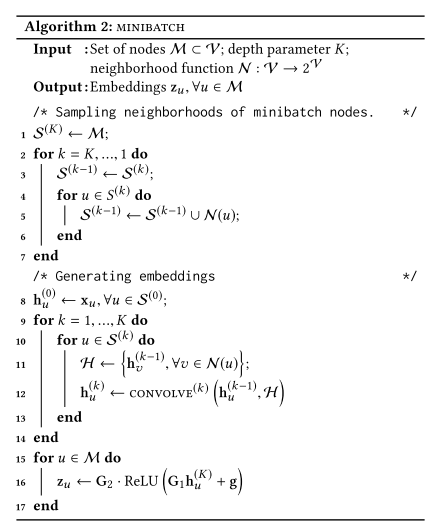 Algorithm 2: MINIBATCH
Input :Set of nodes ℳ ⊂ 𝒱; depth parameter K;
neighborhood function 𝒩 : 𝒱 → 2^𝒱
Output:Embeddings z_u, ∀u ∈ ℳ
/* Sampling neighborhoods of minibatch nodes. */
1 𝒮^(K) ← ℳ;
2 for k = K, ..., 1 do
3 𝒮^(k−1) ← 𝒮^(k);
4 for u ∈ S^(k) do
5 𝒮^(k−1) ← 𝒮^(k−1) ∪ 𝒩(u);
6 end
7 end
/* Generating embeddings */
8 h_u^(0) ← x_u, ∀u ∈ 𝒮^(0);
9 for k = 1, ..., K do
10 for u ∈ 𝒮^(k) do
11 ℋ ← {h_v^(k−1), ∀v ∈ 𝒩(u)};
12 h_u^(k) ← CONVOLVE^(k) (h_u^(k−1), ℋ)
13 end
14 end
15 for u ∈ ℳ do
16 z_u ← G_2 · ReLU (G_1 h_u^(K) + g)
17 end